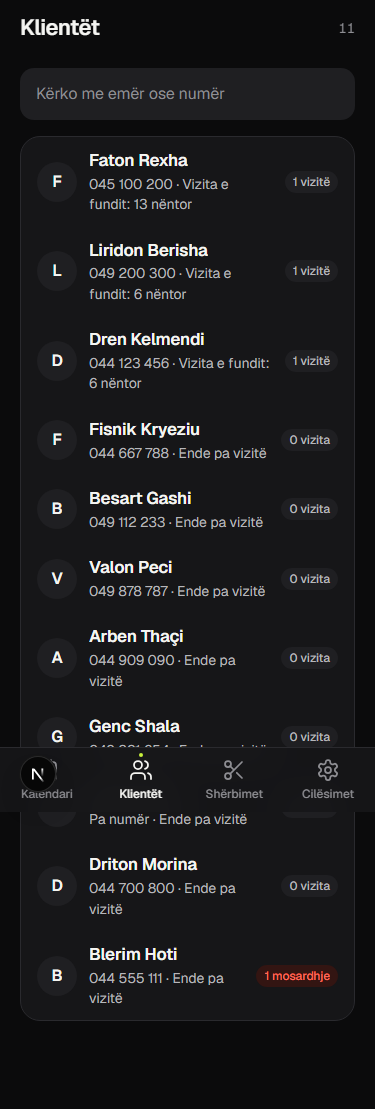 Klientët
11
Kërko me emër ose numër
F
Faton Rexha
045 100 200 · Vizita e
fundit: 13 nëntor
1 vizitë
L
Liridon Berisha
049 200 300 · Vizita e
fundit: 6 nëntor
1 vizitë
D
Dren Kelmendi
044 123 456 · Vizita e fundit:
6 nëntor
1 vizitë
F
Fisnik Kryeziu
044 667 788 · Ende pa vizitë
0 vizita
B
Besart Gashi
049 112 233 · Ende pa vizitë
0 vizita
V
Valon Peci
049 878 787 · Ende pa vizitë
0 vizita
A
Arben Thaçi
044 909 090 · Ende pa
vizitë
0 vizita
G
Genc Shala
0 vizita
N
Kalendari
Klientët
Shërbimet
Cilësimet
Pa numër · Ende pa vizitë
D
Driton Morina
044 700 800 · Ende pa
vizitë
0 vizita
B
Blerim Hoti
044 555 111 · Ende pa
vizitë
1 mosardhje